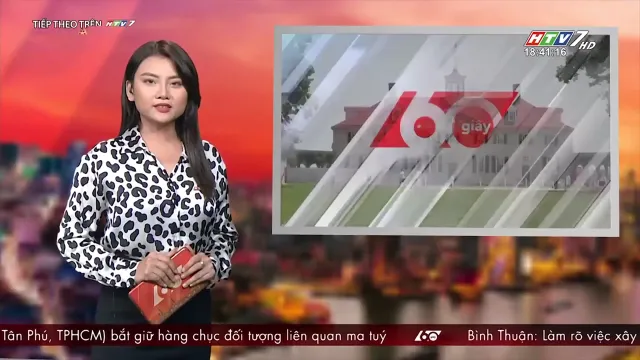 TIẾP THEO TRÊN HTV7
HTV7 HD
18:41:16
60 giây
Tân Phú, TPHCM) bắt giữ hàng chục đối tượng liên quan ma tuý 60 Bình Thuận: Làm rõ việc xây